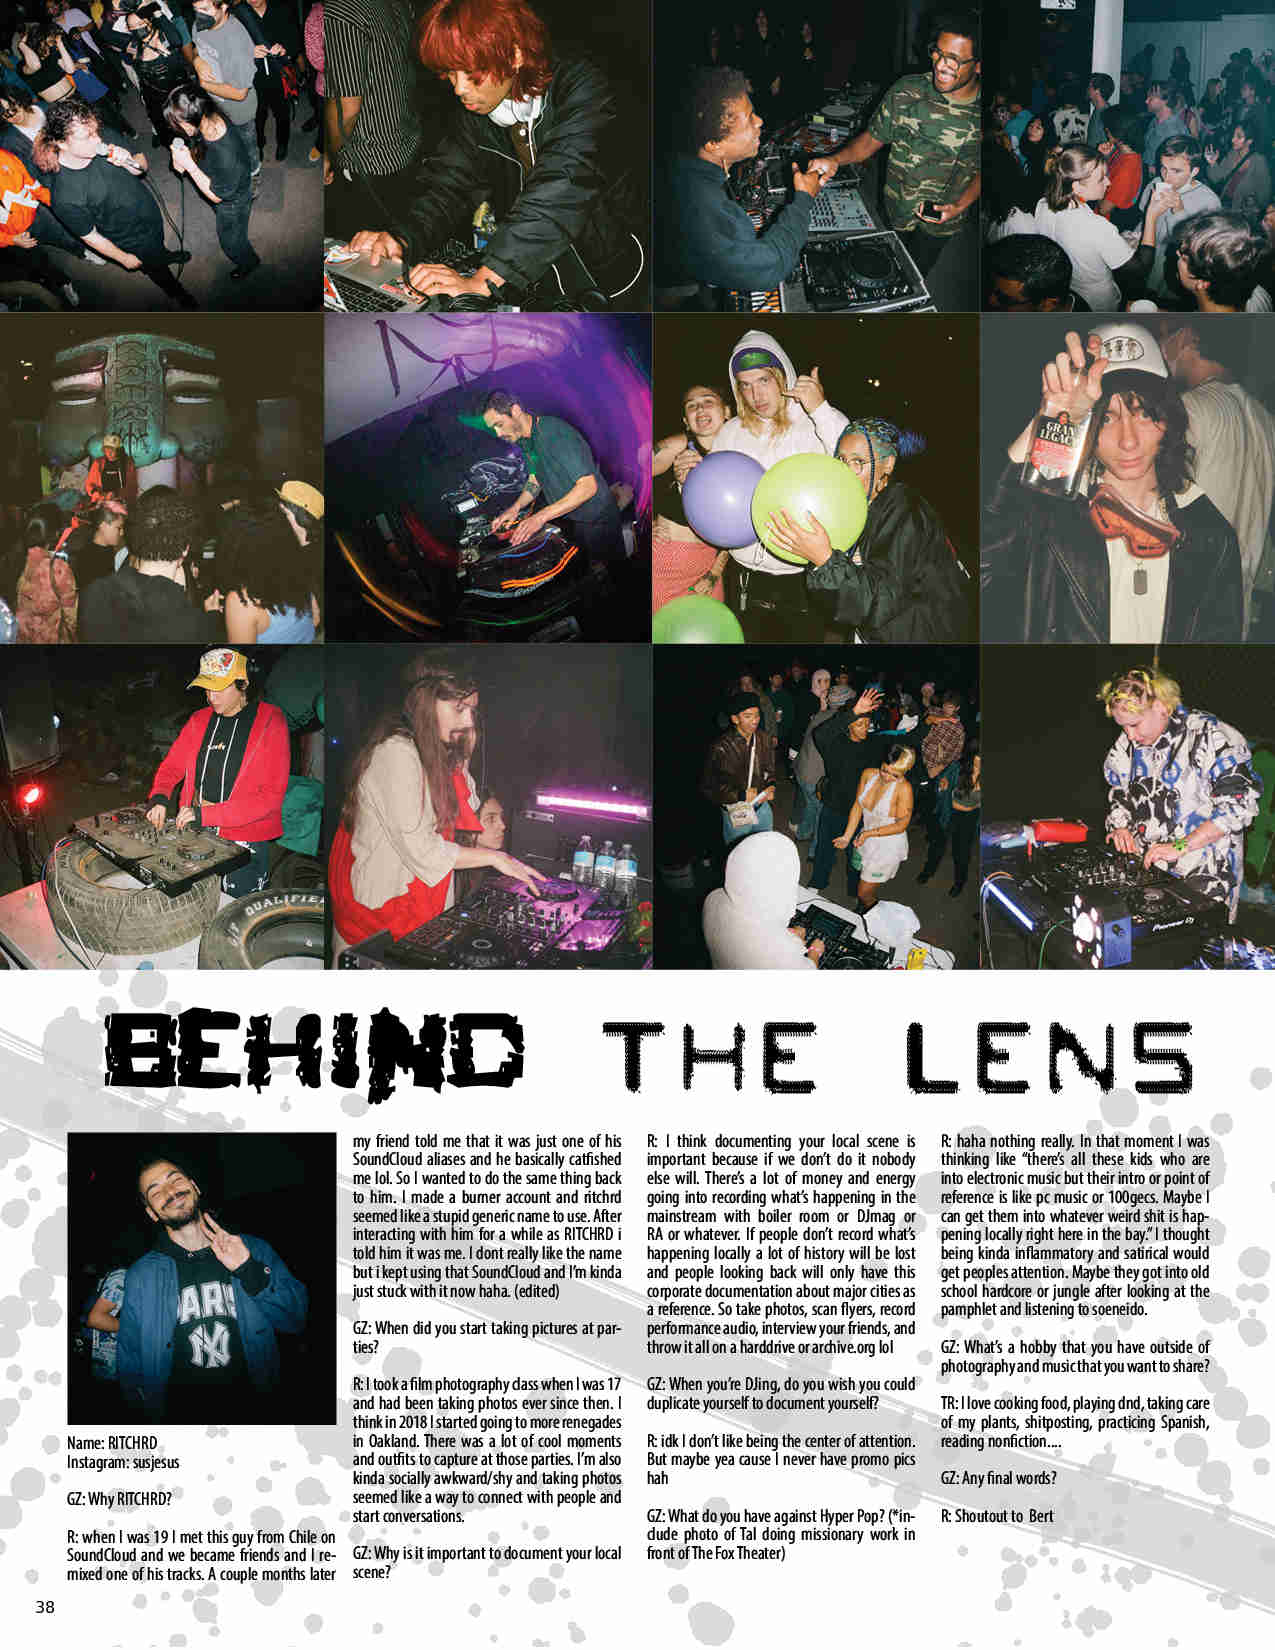 GRAN
LEGACY
QUALIFIER
Pioneer DJ
BEHIND THE LENS
PARIS
NY
Name: RITCHRD
Instagram: susjesus
GZ: Why RITCHRD?
R: when I was 19 I met this guy from Chile on
SoundCloud and we became friends and I re-
mixed one of his tracks. A couple months later
my friend told me that it was just one of his
SoundCloud aliases and he basically catfished
me lol. So I wanted to do the same thing back
to him. I made a burner account and ritchrd
seemed like a stupid generic name to use. After
interacting with him for a while as RITCHRD i
told him it was me. I dont really like the name
but i kept using that SoundCloud and I'm kinda
just stuck with it now haha. (edited)
GZ: When did you start taking pictures at par-
ties?
R: I took a film photography class when I was 17
and had been taking photos ever since then. I
think in 2018 I started going to more renegades
in Oakland. There was a lot of cool moments
and outfits to capture at those parties. I'm also
kinda socially awkward/shy and taking photos
seemed like a way to connect with people and
start conversations.
GZ: Why is it important to document your local
scene?
R: I think documenting your local scene is
important because if we don't do it nobody
else will. There's a lot of money and energy
going into recording what's happening in the
mainstream with boiler room or DJmag or
RA or whatever. If people don't record what's
happening locally a lot of history will be lost
and people looking back will only have this
corporate documentation about major cities as
a reference. So take photos, scan flyers, record
performance audio, interview your friends, and
throw it all on a harddrive or archive.org lol
GZ: When you're DJing, do you wish you could
duplicate yourself to document yourself?
R: idk I don't like being the center of attention.
But maybe yea cause I never have promo pics
hah
GZ: What do you have against Hyper Pop? (*in-
clude photo of Tal doing missionary work in
front of The Fox Theater)
R: haha nothing really. In that moment I was
thinking like "there's all these kids who are
into electronic music but their intro or point of
reference is like pc music or 100gecs. Maybe I
can get them into whatever weird shit is hap-
pening locally right here in the bay." I thought
being kinda inflammatory and satirical would
get peoples attention. Maybe they got into old
school hardcore or jungle after looking at the
pamphlet and listening to soeneido.
GZ: What's a hobby that you have outside of
photography and music that you want to share?
TR: I love cooking food, playing dnd, taking care
of my plants, shitposting, practicing Spanish,
reading nonfiction....
GZ: Any final words?
R: Shoutout to Bert
38